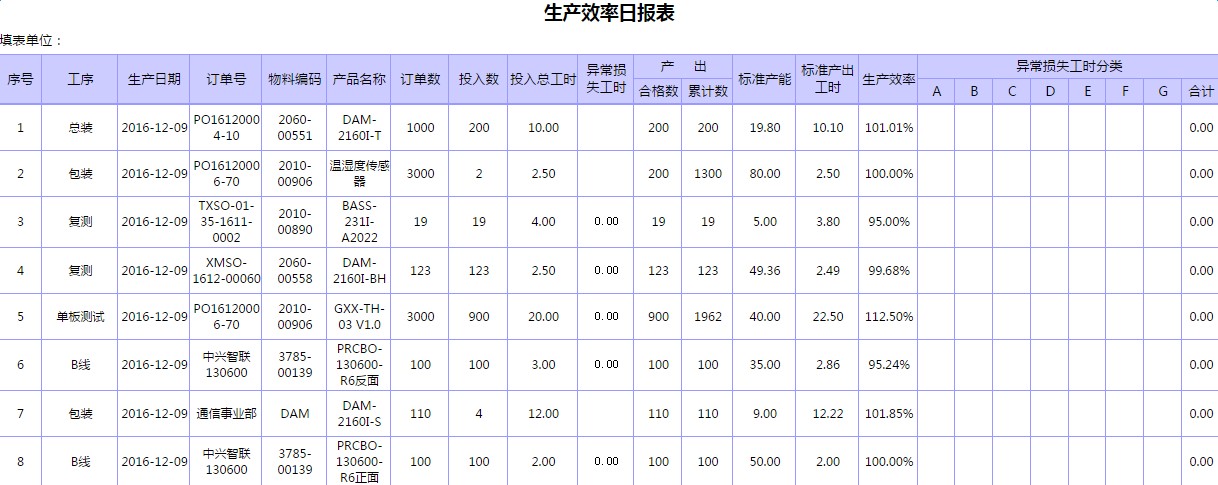 生产效率日报表
填表单位：
序号 工序 生产日期 订单号 物料编码 产品名称 订单数 投入数 投入总工时 异常损失工时 产 出 标准产能 标准产出工时 生产效率 异常损失工时分类
合格数 累计数 A B C D E F G 合计
1 总装 2016-12-09 PO16120004-10 2060-00551 DAM-2160I-T 1000 200 10.00 200 200 19.80 10.10 101.01% 0.00
2 包装 2016-12-09 PO16120006-70 2010-00906 温湿度传感器 3000 2 2.50 200 1300 80.00 2.50 100.00% 0.00
3 复测 2016-12-09 TXSO-01-35-1611-0002 2010-00890 BASS-231I-A2022 19 19 4.00 0.00 19 19 5.00 3.80 95.00% 0.00
4 复测 2016-12-09 XMSO-1612-00060 2060-00558 DAM-2160I-BH 123 123 2.50 0.00 123 123 49.36 2.49 99.68% 0.00
5 单板测试 2016-12-09 PO16120006-70 2010-00906 GXX-TH-03 V1.0 3000 900 20.00 0.00 900 1962 40.00 22.50 112.50% 0.00
6 B线 2016-12-09 中兴智联130600 3785-00139 PRCBO-130600-R6反面 100 100 3.00 0.00 100 100 35.00 2.86 95.24% 0.00
7 包装 2016-12-09 通信事业部 DAM DAM-2160I-S 110 4 12.00 110 110 9.00 12.22 101.85% 0.00
8 B线 2016-12-09 中兴智联130600 3785-00139 PRCBO-130600-R6正面 100 100 2.00 0.00 100 100 50.00 2.00 100.00% 0.00